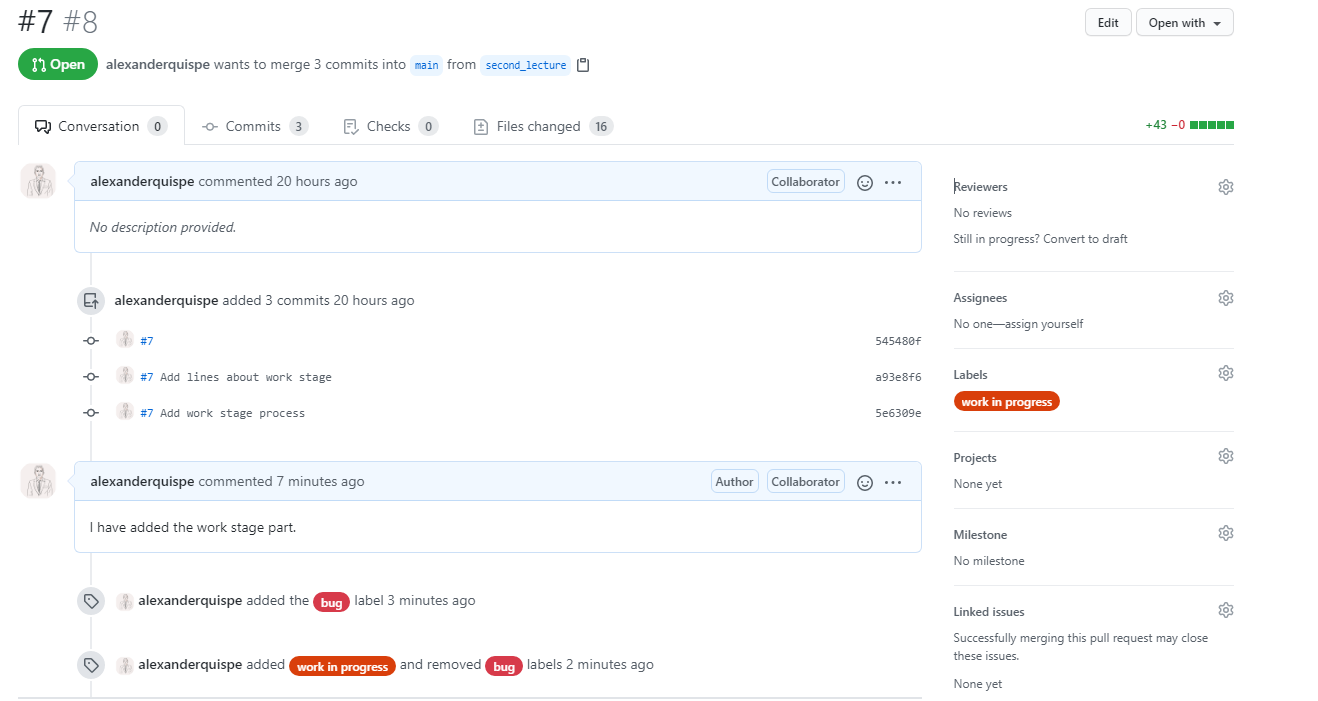 #7 #8
Edit
Open with
Open alexanderquispe wants to merge 3 commits into main from second_lecture
Conversation 0 Commits 3 Checks 0 Files changed 16
+43 −0
alexanderquispe commented 20 hours ago
Collaborator
No description provided.
alexanderquispe added 3 commits 20 hours ago
#7 545480f
#7 Add lines about work stage a93e8f6
#7 Add work stage process 5e6309e
alexanderquispe commented 7 minutes ago
Author Collaborator
I have added the work stage part.
alexanderquispe added the bug label 3 minutes ago
alexanderquispe added work in progress and removed bug labels 2 minutes ago
Reviewers
No reviews
Still in progress? Convert to draft
Assignees
No one—assign yourself
Labels
work in progress
Projects
None yet
Milestone
No milestone
Linked issues
Successfully merging this pull request may close
these issues.
None yet